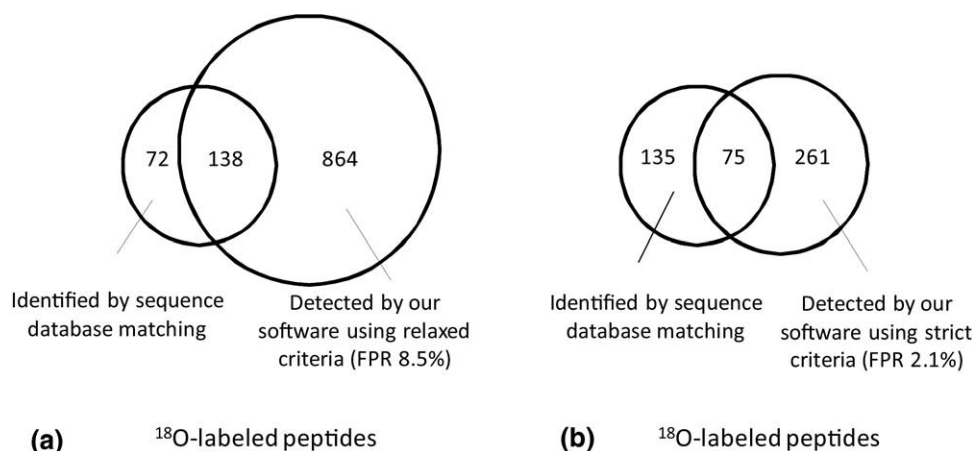 72 138 864
Identified by sequence
database matching
Detected by our
software using relaxed
criteria (FPR 8.5%)
(a) ¹⁸O-labeled peptides
135 75 261
Identified by sequence
database matching
Detected by our
software using strict
criteria (FPR 2.1%)
(b) ¹⁸O-labeled peptides